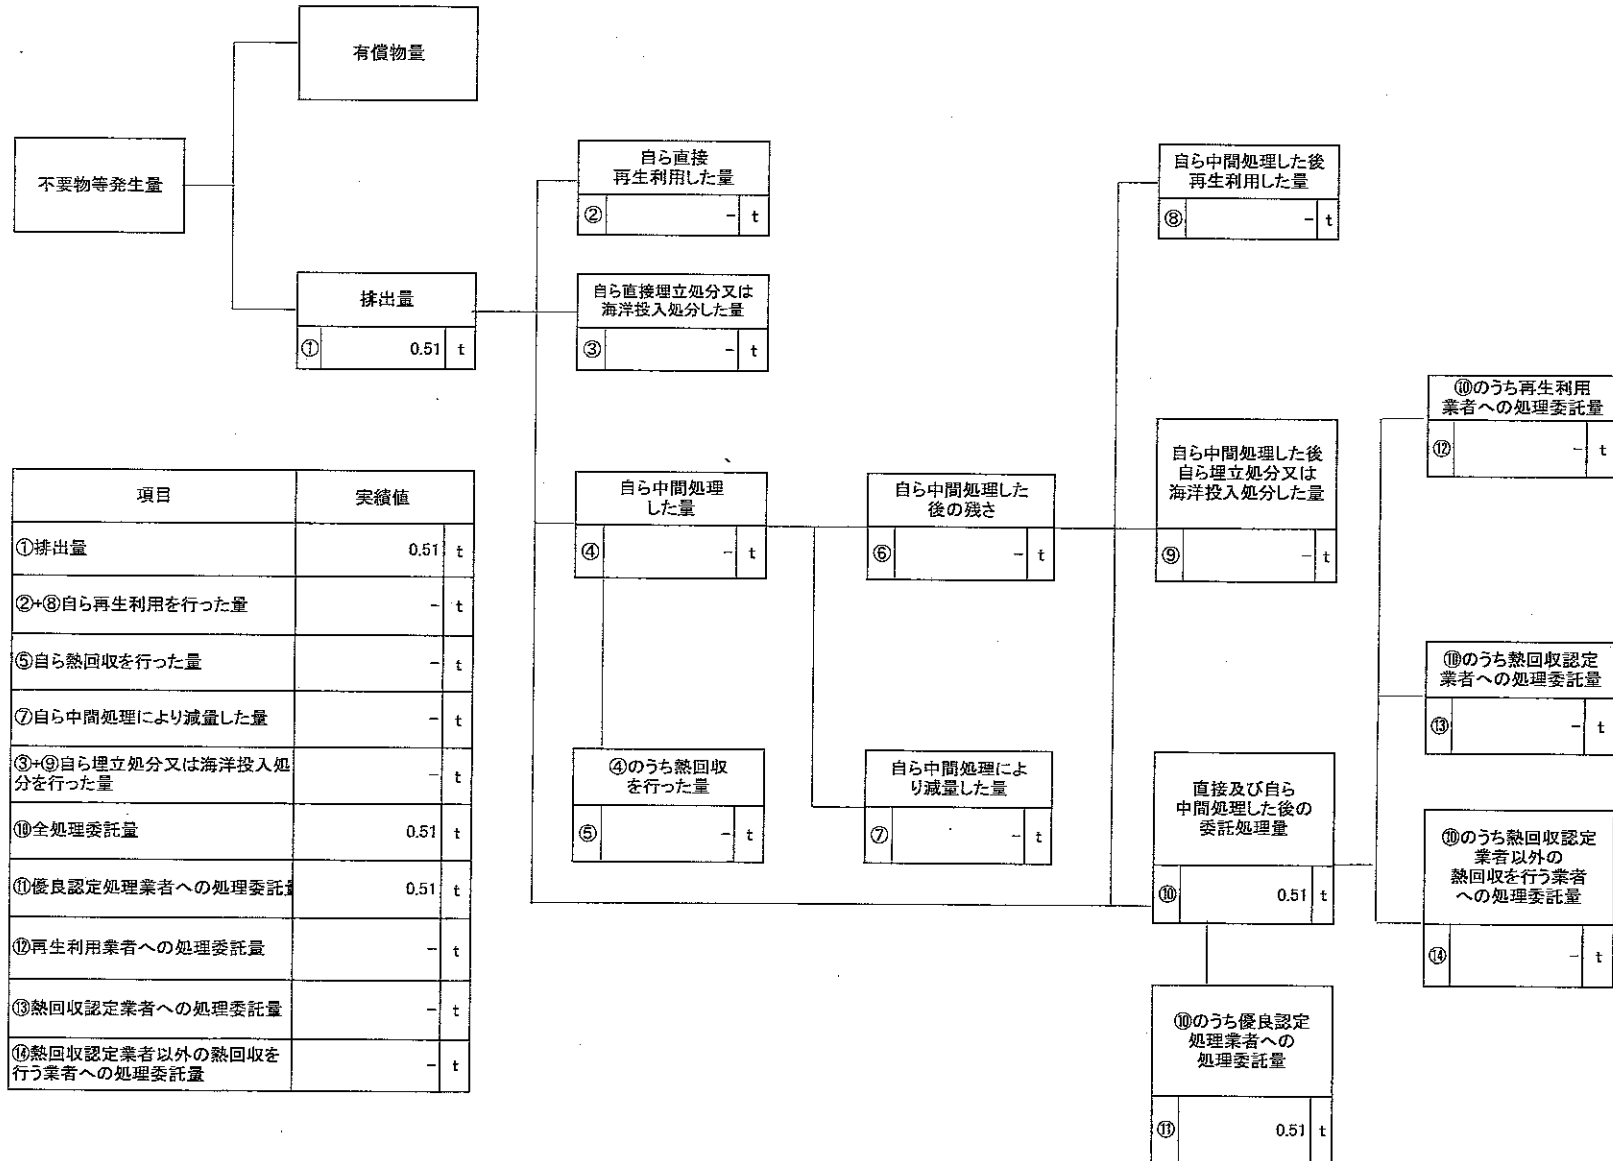 有償物量
不要物等発生量
排出量
① 0.51 t
自ら直接
再生利用した量
② − t
自ら直接埋立処分又は
海洋投入処分した量
③ − t
自ら中間処理
した量
④ − t
④のうち熱回収
を行った量
⑤ − t
自ら中間処理した
後の残さ
⑥ − t
自ら中間処理によ
り減量した量
⑦ − t
自ら中間処理した後
再生利用した量
⑧ − t
自ら中間処理した後
自ら埋立処分又は
海洋投入処分した量
⑨ − t
直接及び自ら
中間処理した後の
委託処理量
⑩ 0.51 t
⑩のうち優良認定
処理業者への
処理委託量
⑪ 0.51 t
⑩のうち再生利用
業者への処理委託量
⑫ − t
⑩のうち熱回収認定
業者への処理委託量
⑬ − t
⑩のうち熱回収認定
業者以外の
熱回収を行う業者
への処理委託量
⑭ − t
項目 実績値
①排出量 0.51 t
②+⑧自ら再生利用を行った量 − t
⑤自ら熱回収を行った量 − t
⑦自ら中間処理により減量した量 − t
③+⑨自ら埋立処分又は海洋投入処
分を行った量 − t
⑩全処理委託量 0.51 t
⑪優良認定処理業者への処理委託量 0.51 t
⑫再生利用業者への処理委託量 − t
⑬熱回収認定業者への処理委託量 − t
⑭熱回収認定業者以外の熱回収を
行う業者への処理委託量 − t